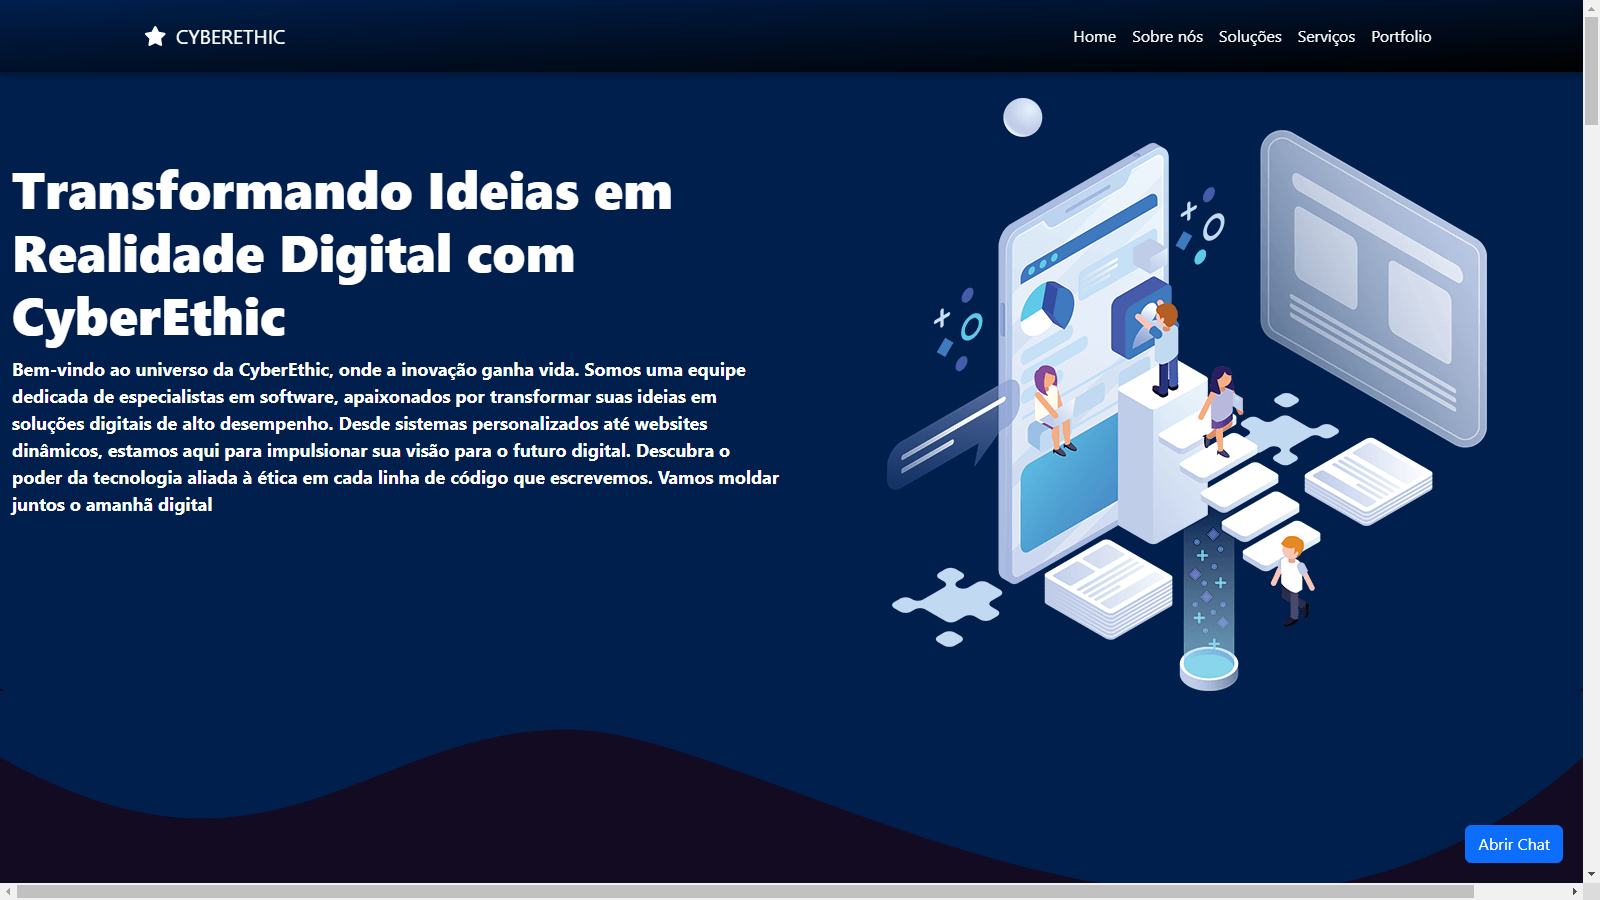 CYBERETHIC
Home Sobre nós Soluções Serviços Portfolio
Transformando Ideias em
Realidade Digital com
CyberEthic
Bem-vindo ao universo da CyberEthic, onde a inovação ganha vida. Somos uma equipe
dedicada de especialistas em software, apaixonados por transformar suas ideias em
soluções digitais de alto desempenho. Desde sistemas personalizados até websites
dinâmicos, estamos aqui para impulsionar sua visão para o futuro digital. Descubra o
poder da tecnologia aliada à ética em cada linha de código que escrevemos. Vamos moldar
juntos o amanhã digital
Abrir Chat